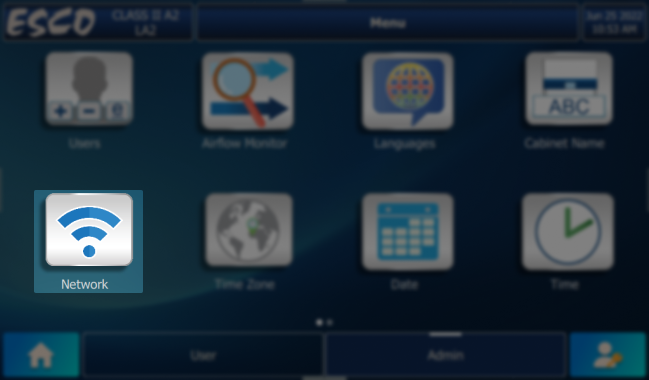 ESCO
CLASS II A2
LA2
Menu
Jun 25 2022
10:53 AM
Users
Airflow Monitor
Languages
ABC
Cabinet Name
Network
Time Zone
Date
Time
User
Admin